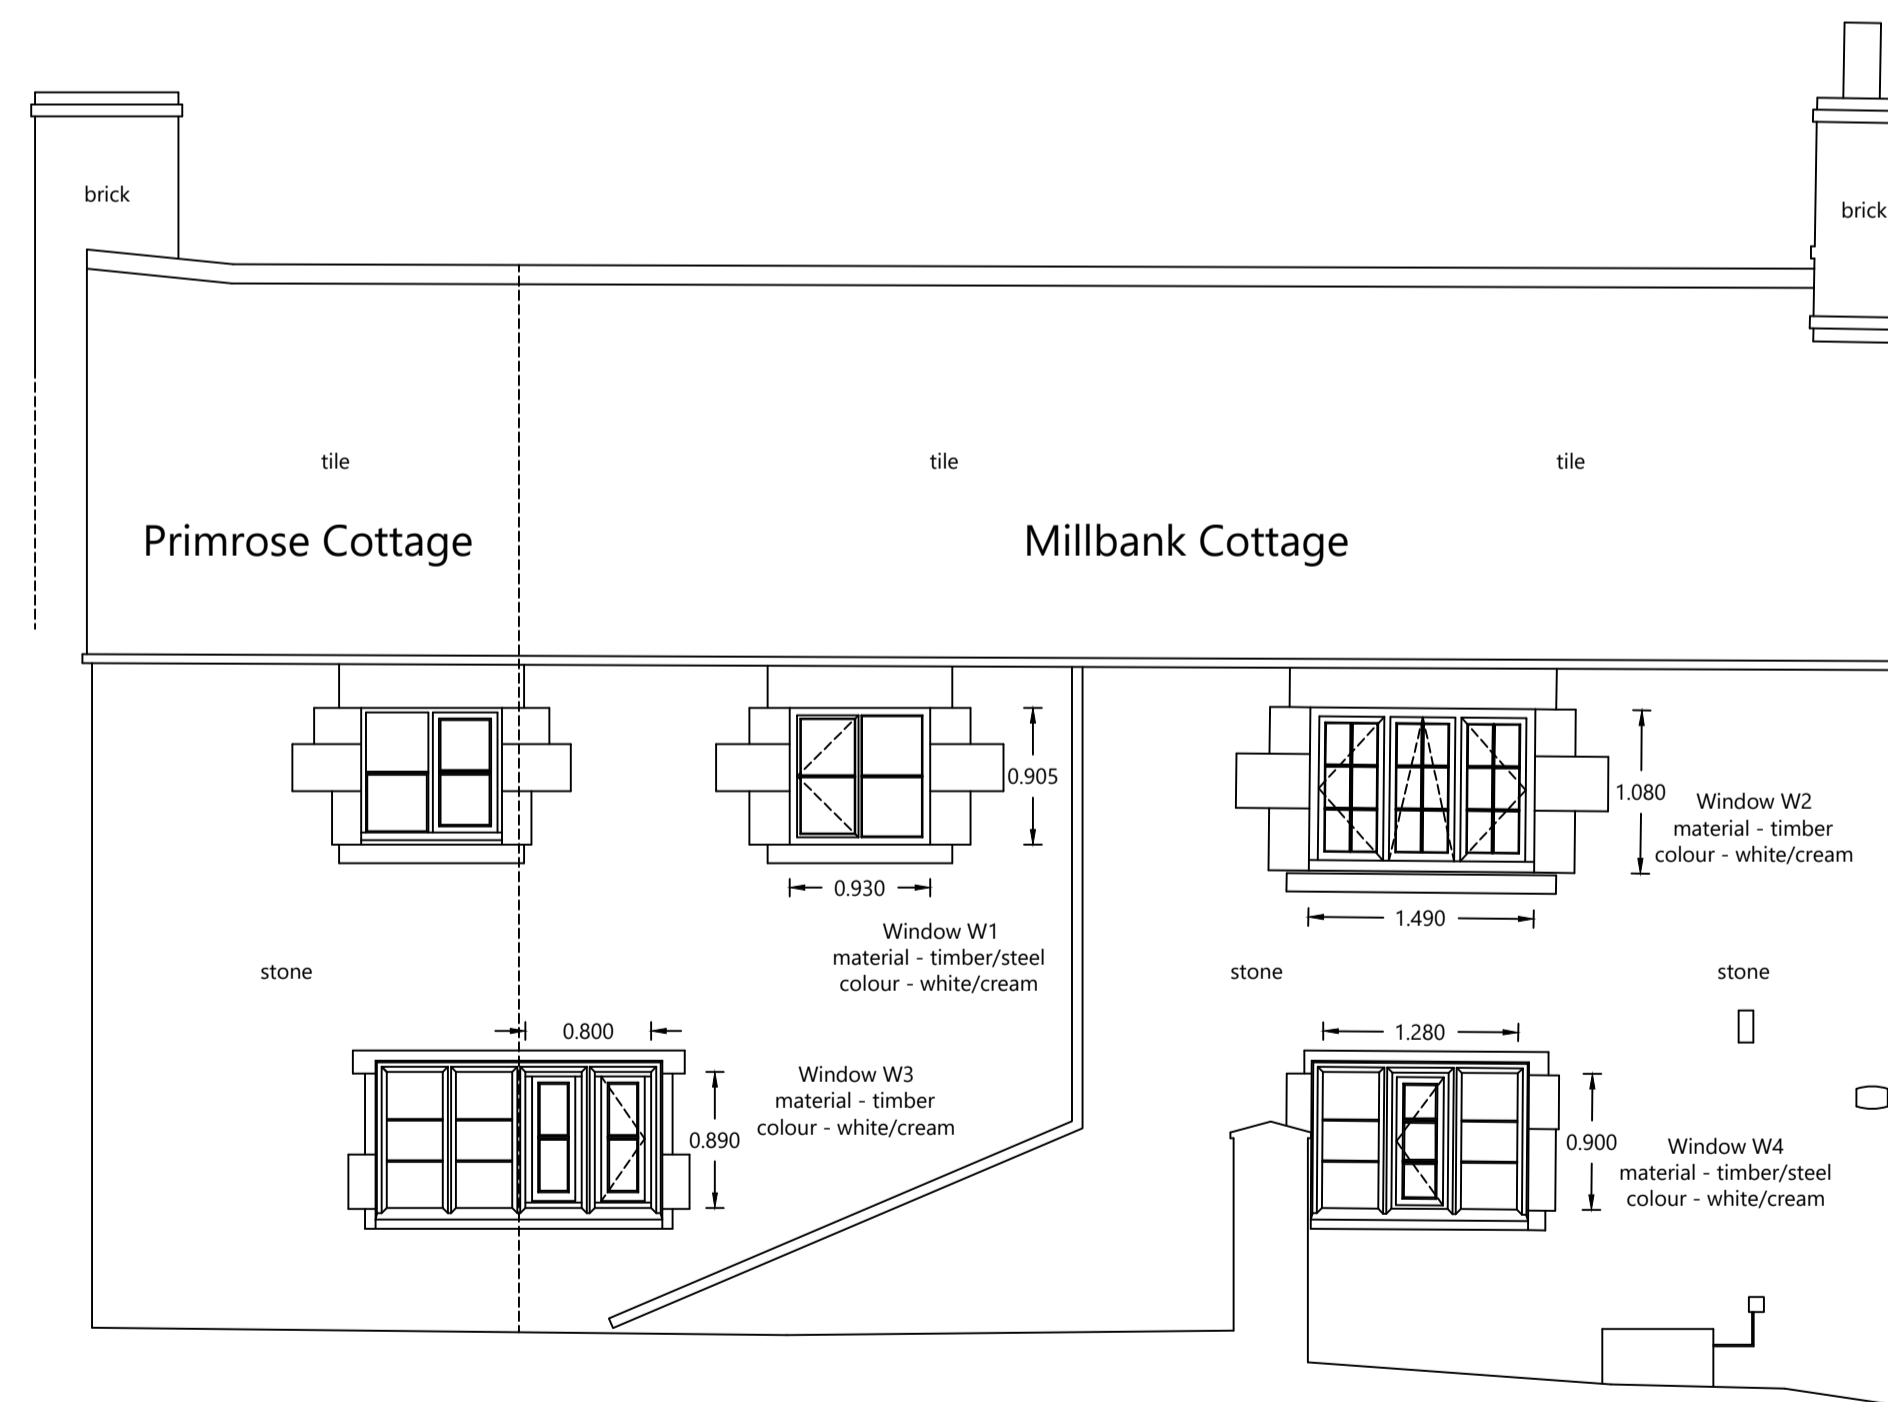 brick
brick
tile
tile
tile
Primrose Cottage
Millbank Cottage
0.905
0.930
Window W1
material - timber/steel
colour - white/cream
1.080
1.490
Window W2
material - timber
colour - white/cream
stone
stone
stone
0.800
0.890
Window W3
material - timber
colour - white/cream
1.280
0.900
Window W4
material - timber/steel
colour - white/cream